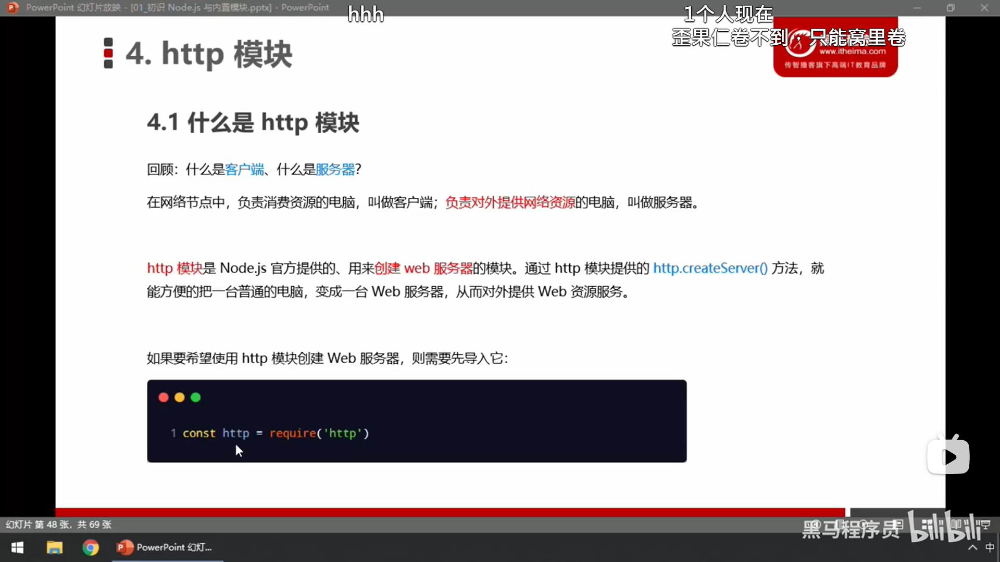 PowerPoint 幻灯片放映 - [01_初识 Node.js 与内置模块.pptx] - PowerPoint
hhh
1个人现在
歪果仁卷不到，只能窝里卷
www.itheima.com
传智播客旗下高端IT教育品牌
4. http 模块
4.1 什么是 http 模块
回顾：什么是客户端、什么是服务器？
在网络节点中，负责消费资源的电脑，叫做客户端；负责对外提供网络资源的电脑，叫做服务器。
http 模块是 Node.js 官方提供的、用来创建 web 服务器的模块。通过 http 模块提供的 http.createServer() 方法，就
能方便的把一台普通的电脑，变成一台 Web 服务器，从而对外提供 Web 资源服务。
如果要希望使用 http 模块创建 Web 服务器，则需要先导入它：
1 const http = require('http')
幻灯片 第 48 张，共 69 张
黑马程序员 bilibili
PowerPoint 幻灯...
中